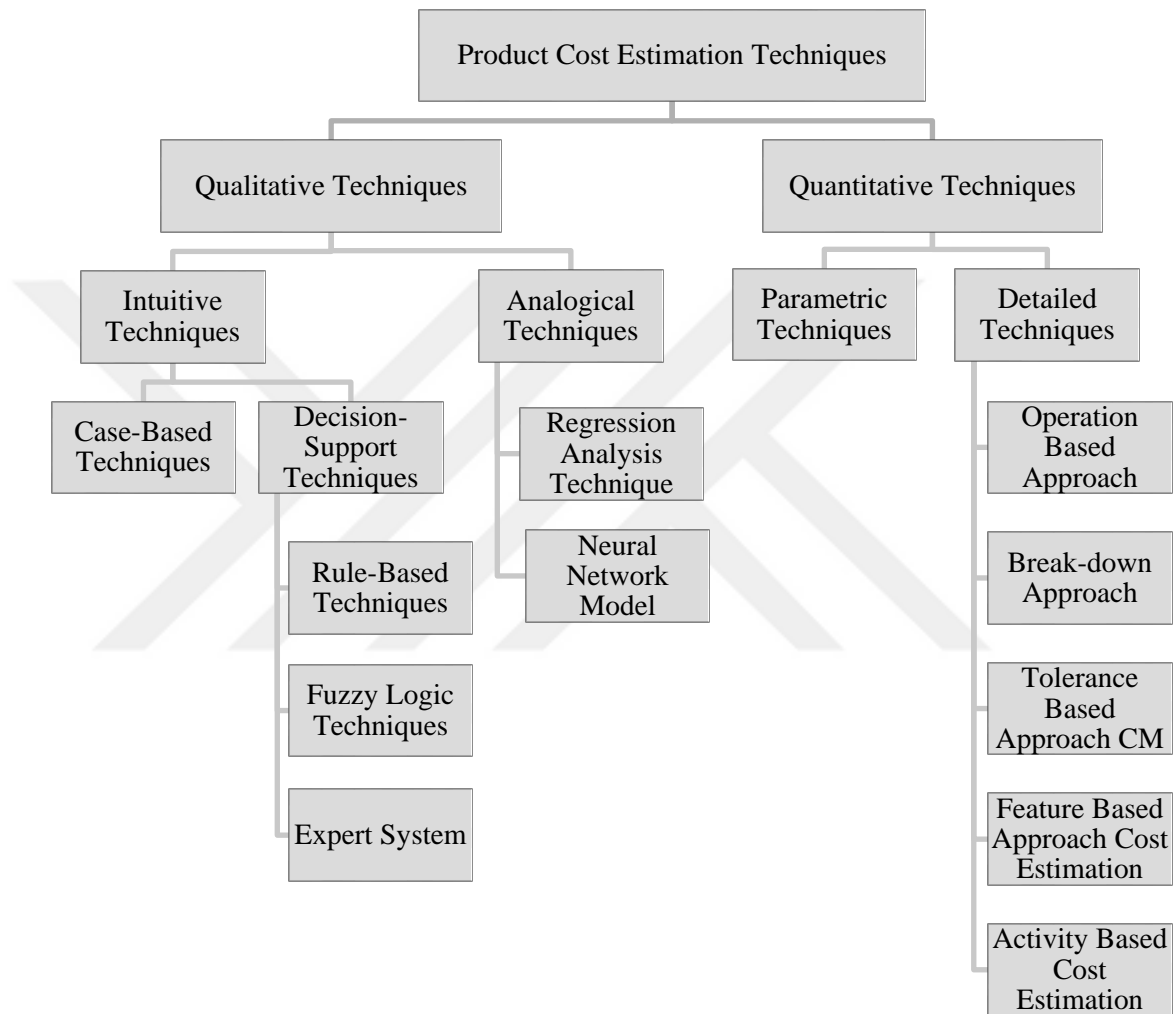 Product Cost Estimation Techniques
Qualitative Techniques
Quantitative Techniques
Intuitive
Techniques
Analogical
Techniques
Parametric
Techniques
Detailed
Techniques
Case-Based
Techniques
Decision-
Support
Techniques
Regression
Analysis
Technique
Operation
Based
Approach
Rule-Based
Techniques
Neural
Network
Model
Break-down
Approach
Fuzzy Logic
Techniques
Tolerance
Based
Approach CM
Expert System
Feature Based
Approach Cost
Estimation
Activity Based
Cost
Estimation